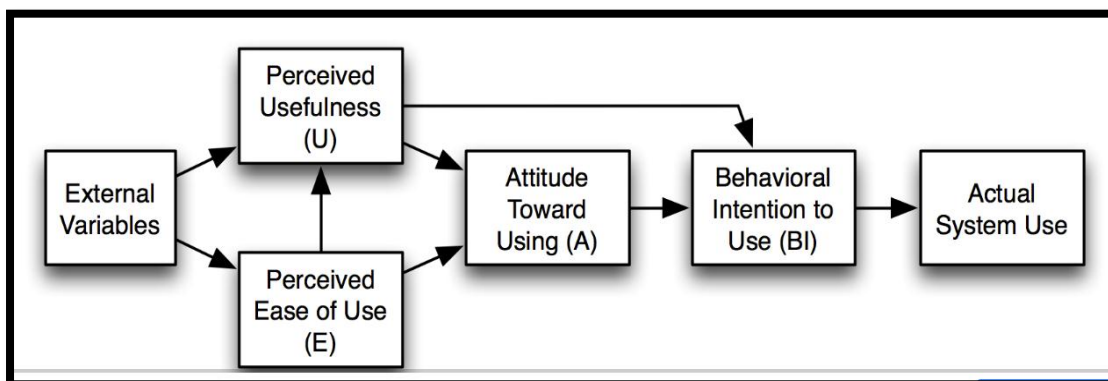 External
Variables
Perceived
Usefulness
(U)
Perceived
Ease of Use
(E)
Attitude
Toward
Using (A)
Behavioral
Intention to
Use (BI)
Actual
System Use